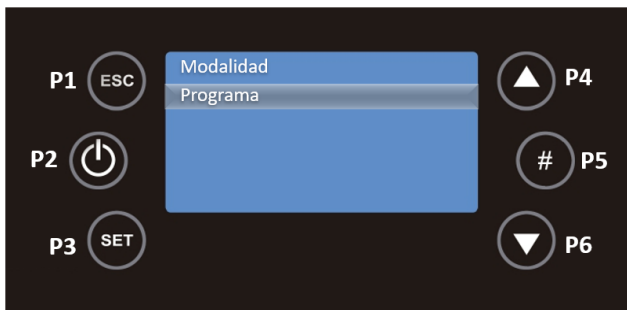 Modalidad
Programa
P1 ESC
P2
P3 SET
P4
# P5
P6